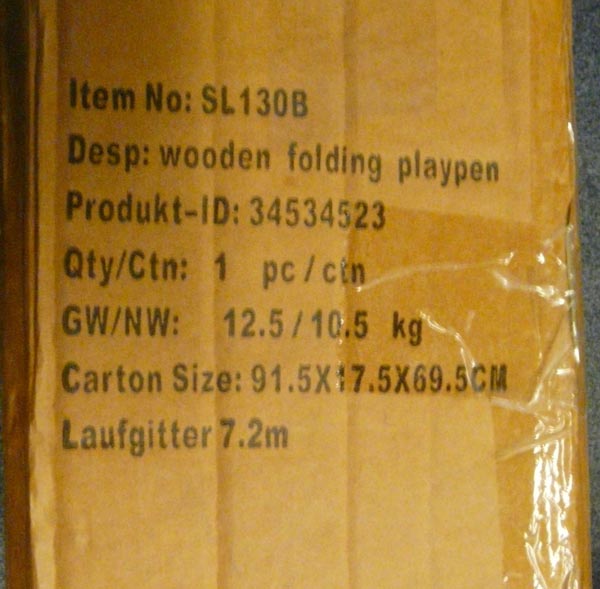 Item No: SL130B
Desp: wooden folding playpen
Produkt-ID: 34534523
Qty/Ctn: 1 pc/ctn
GW/NW: 12.5/10.5 kg
Carton Size: 91.5X17.5X69.5CM
Laufgitter 7.2m